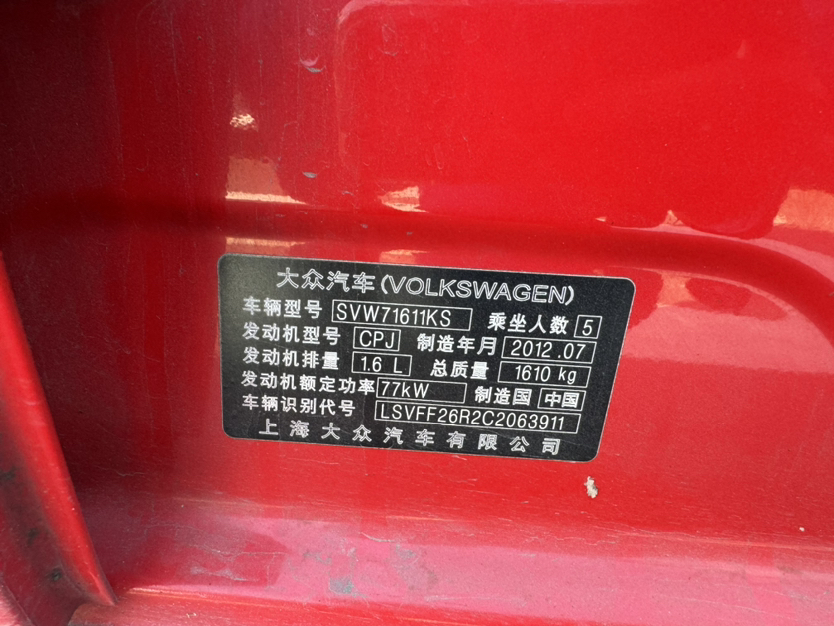 大众汽车(VOLKSWAGEN)
车辆型号 SVW71611KS 乘坐人数 5
发动机型号 CPJ 制造年月 2012.07
发动机排量 1.6 L 总质量 1610 kg
发动机额定功率 77kW 制造国 中国
车辆识别代号 LSVFF26R2C2063911
上海大众汽车有限公司